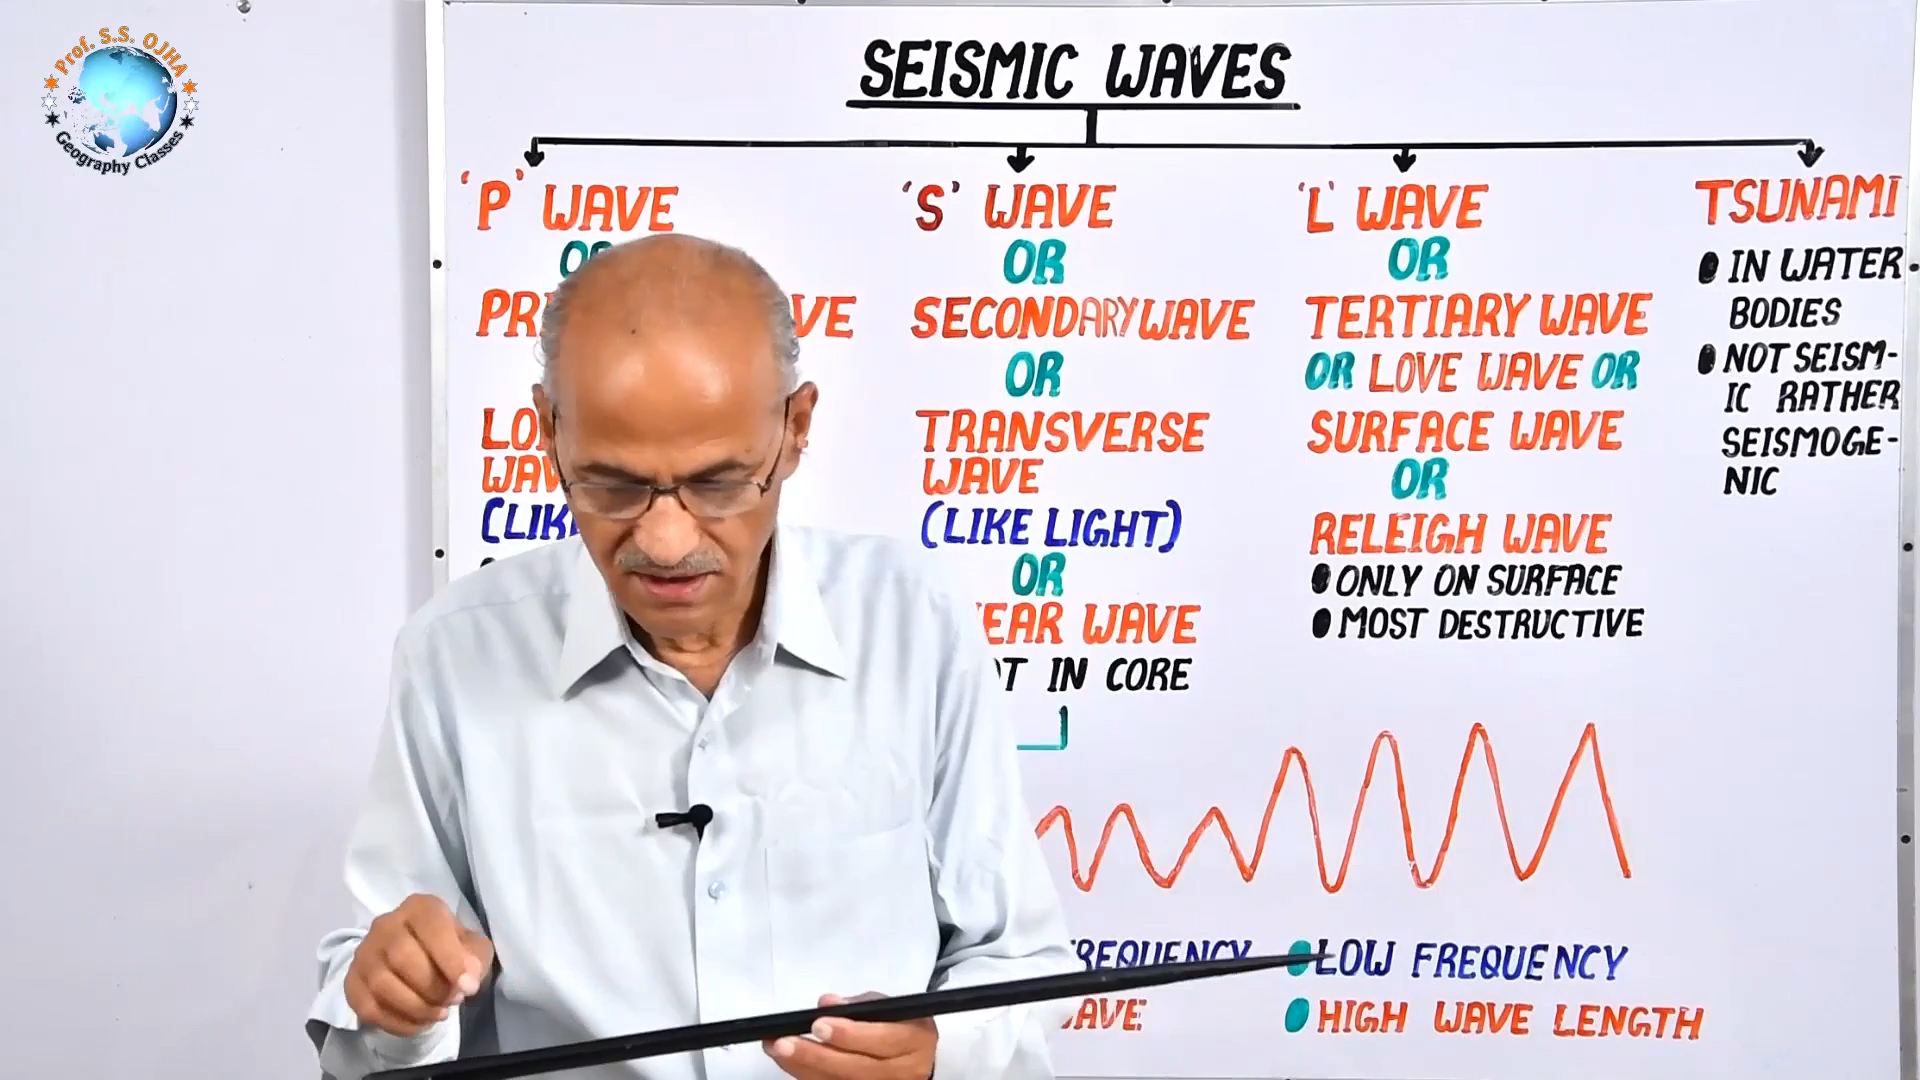 Prof. S.S. OJHA
Geography Classes
SEISMIC WAVES
'P' WAVE
'S' WAVE
OR
SECONDARY WAVE
OR
TRANSVERSE
WAVE
(LIKE LIGHT)
OR
WAVE
IN CORE
FREQUENCY
'L' WAVE
OR
TERTIARY WAVE
OR LOVE WAVE OR
SURFACE WAVE
OR
RELEIGH WAVE
ONLY ON SURFACE
MOST DESTRUCTIVE
LOW FREQUENCY
HIGH WAVE LENGTH
TSUNAMI
IN WATER
BODIES
NOT SEISM-
IC RATHER
SEISMOGE-
NIC